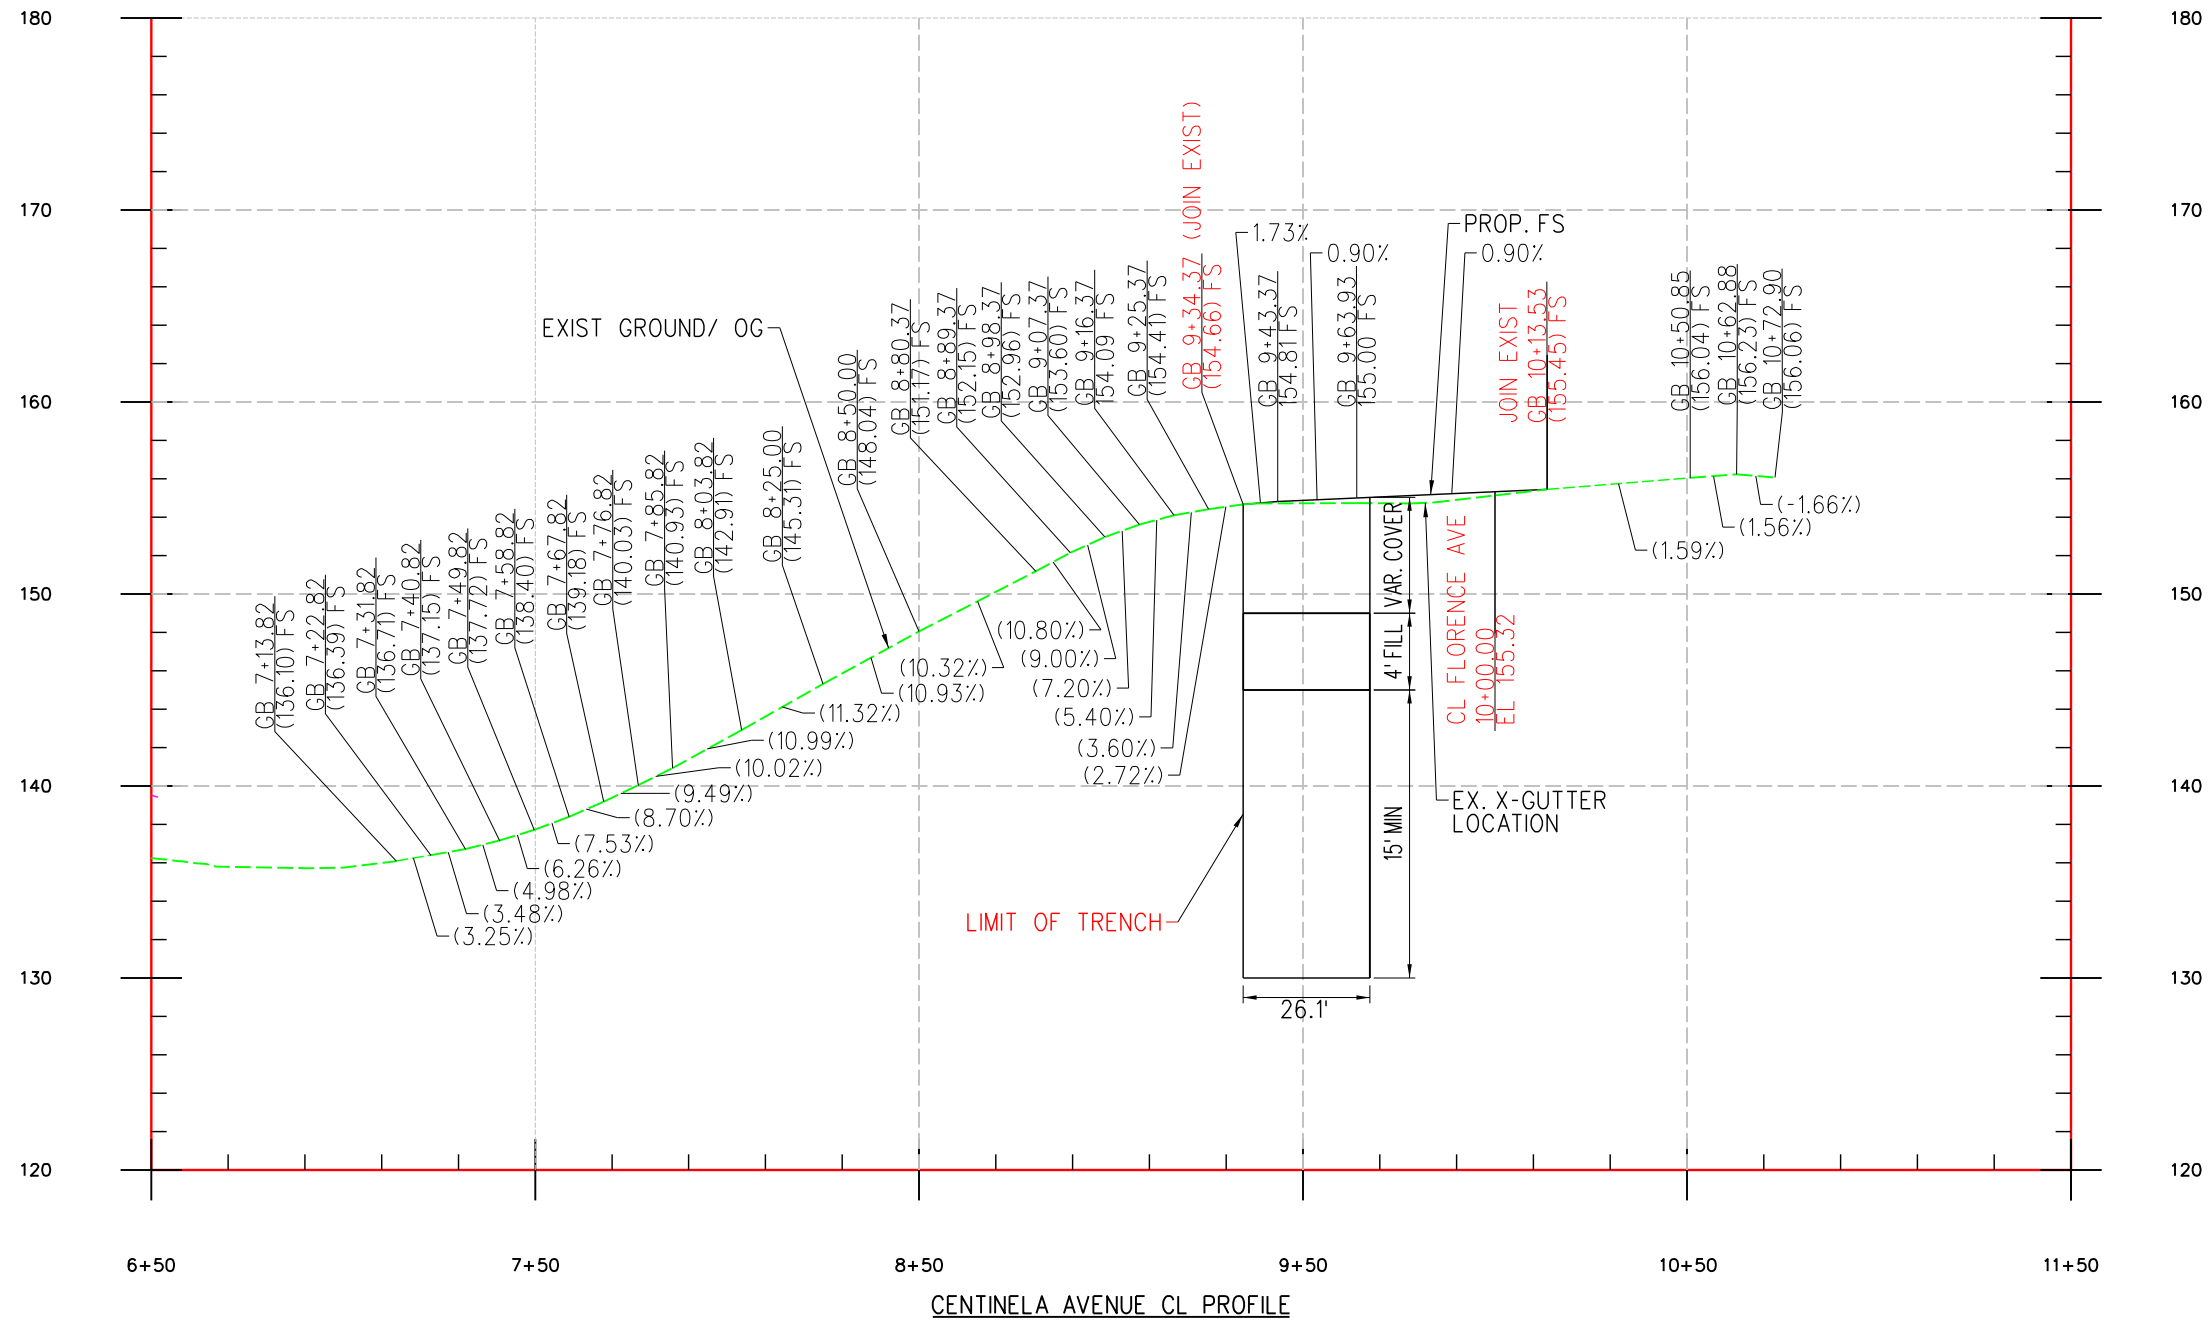 180
180
170
170
160
160
150
150
140
140
130
130
120
120
6+50
7+50
8+50
9+50
10+50
11+50
GB 7+13.82
(136.10) FS
GB 7+22.82
(136.39) FS
GB 7+31.82
(136.71) FS
GB 7+40.82
(137.15) FS
GB 7+49.82
(137.72) FS
GB 7+58.82
(138.40) FS
GB 7+67.82
(139.18) FS
GB 7+76.82
(140.03) FS
GB 7+85.82
(140.93) FS
GB 8+03.82
(142.91) FS
GB 8+25.00
(145.31) FS
GB 8+50.00
(148.04) FS
GB 8+80.37
(151.17) FS
GB 8+89.37
(152.15) FS
GB 8+98.37
(152.96) FS
GB 9+07.37
(153.60) FS
GB 9+16.37
154.09 FS
GB 9+25.37
(154.41) FS
GB 9+34.37 (JOIN EXIST)
(154.66) FS
GB 9+43.37
154.81 FS
GB 9+63.93
155.00 FS
JOIN EXIST
GB 10+13.53
(155.45) FS
GB 10+50.85
(156.04) FS
GB 10+62.88
(156.23) FS
GB 10+72.90
(156.06) FS
EXIST GROUND/ OG
1.73%
0.90%
PROP. FS
0.90%
(3.25%)
(3.48%)
(4.98%)
(6.26%)
(7.53%)
(8.70%)
(9.49%)
(10.02%)
(10.99%)
(11.32%)
(10.93%)
(10.32%)
(10.80%)
(9.00%)
(7.20%)
(5.40%)
(3.60%)
(2.72%)
(1.59%)
(1.56%)
(-1.66%)
VAR. COVER
4' FILL
15' MIN
26.1'
CL FLORENCE AVE
10+00.00
EL 155.32
EX. X-GUTTER
LOCATION
LIMIT OF TRENCH
CENTINELA AVENUE CL PROFILE